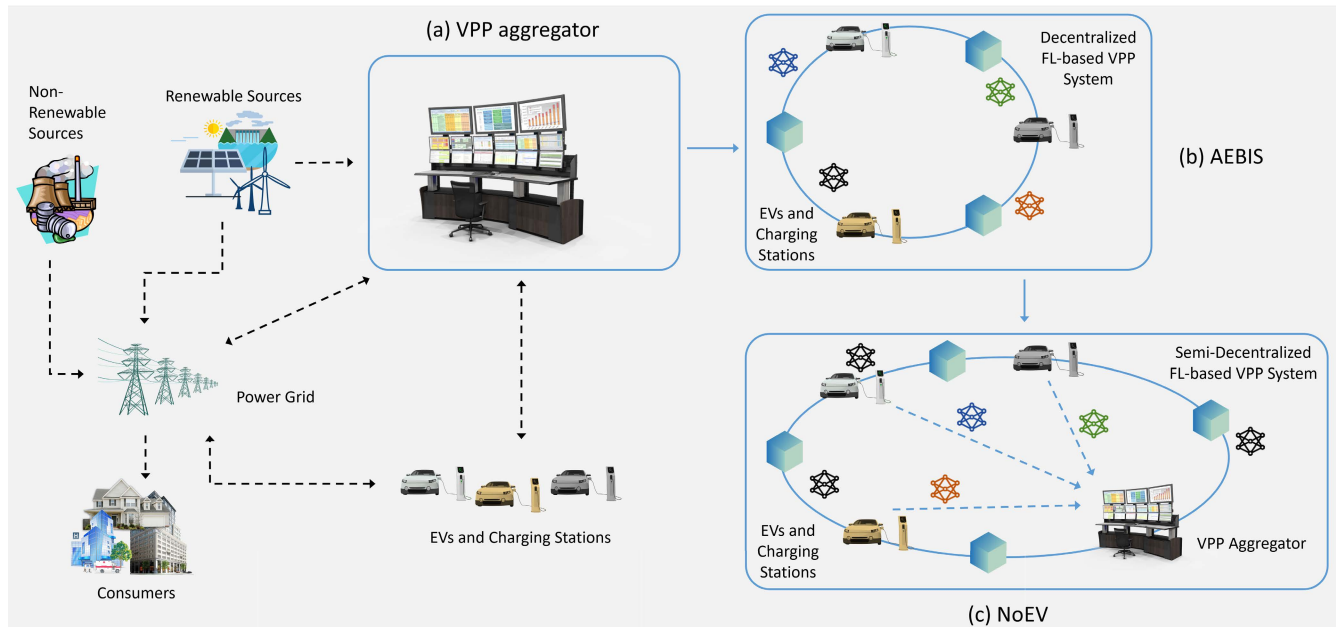 (a) VPP aggregator
Non-
Renewable
Sources
Renewable Sources
Power Grid
Consumers
EVs and Charging Stations
Decentralized
FL-based VPP
System
EVs and
Charging
Stations
(b) AEBIS
Semi-Decentralized
FL-based VPP System
EVs and
Charging
Stations
VPP Aggregator
(c) NoEV